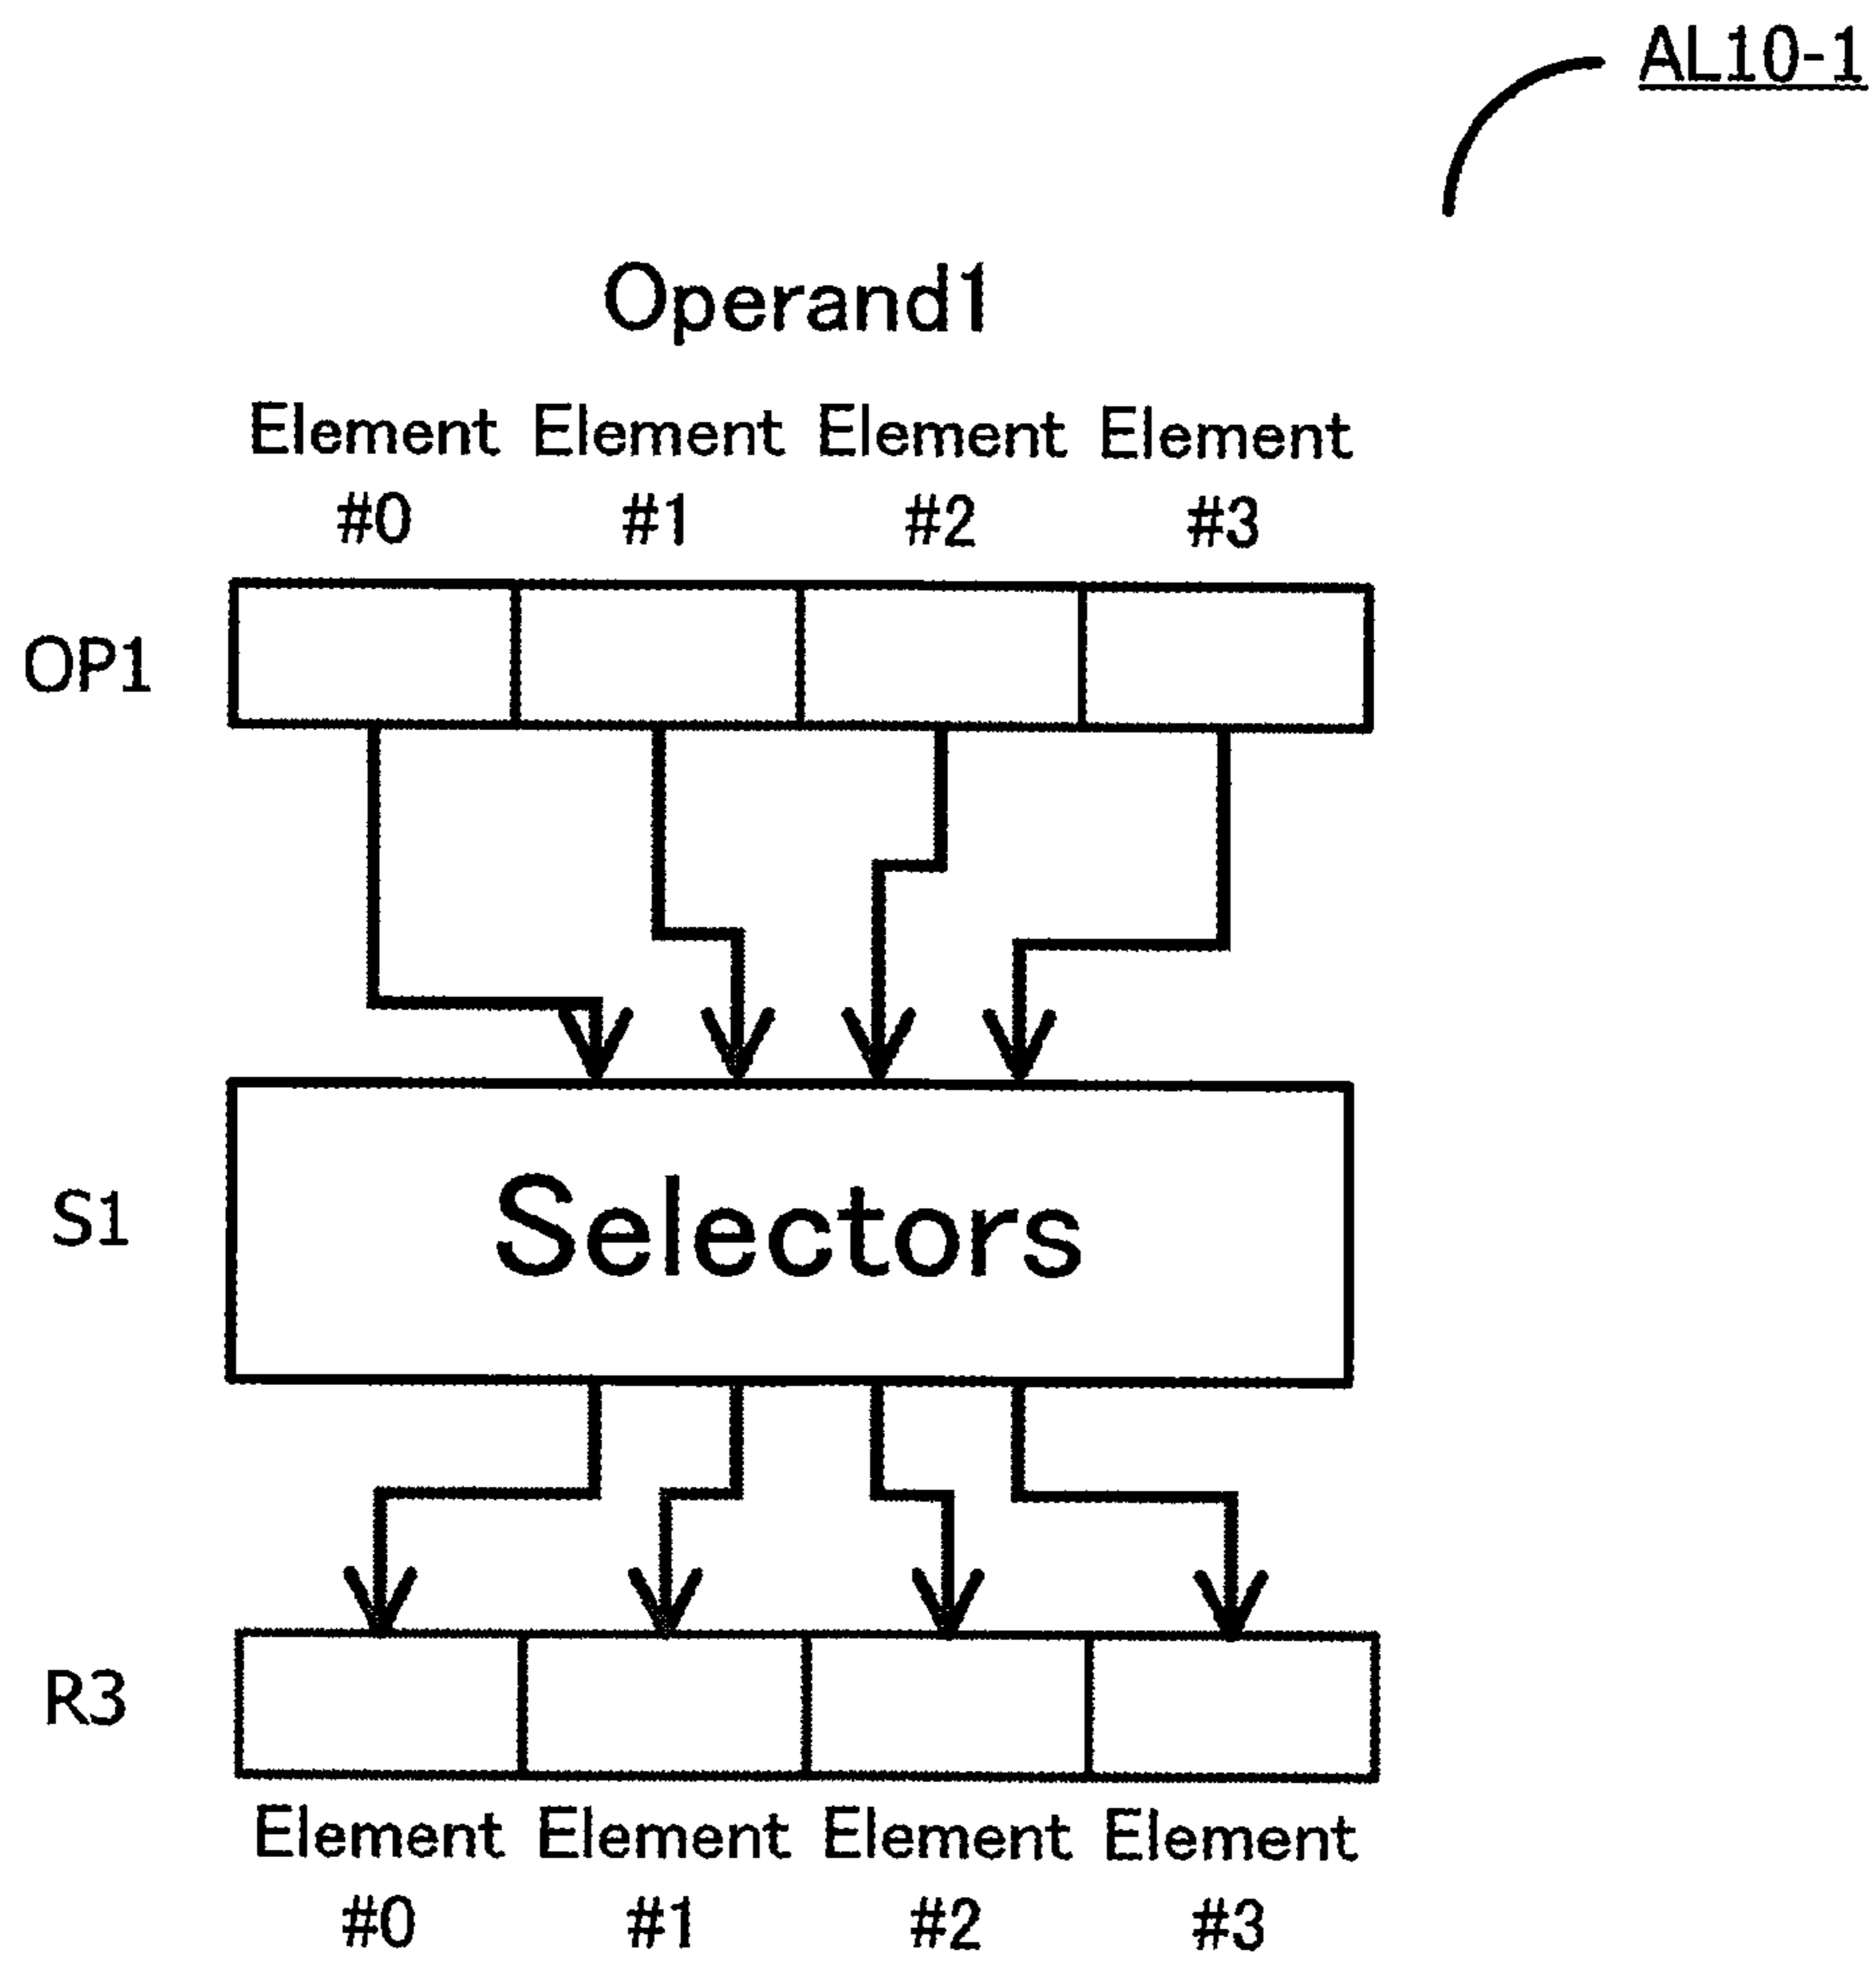 AL10-1
Operand1
Element Element Element Element
#0 #1 #2 #3
OP1
S1 Selectors
R3
Element Element Element Element
#0 #1 #2 #3